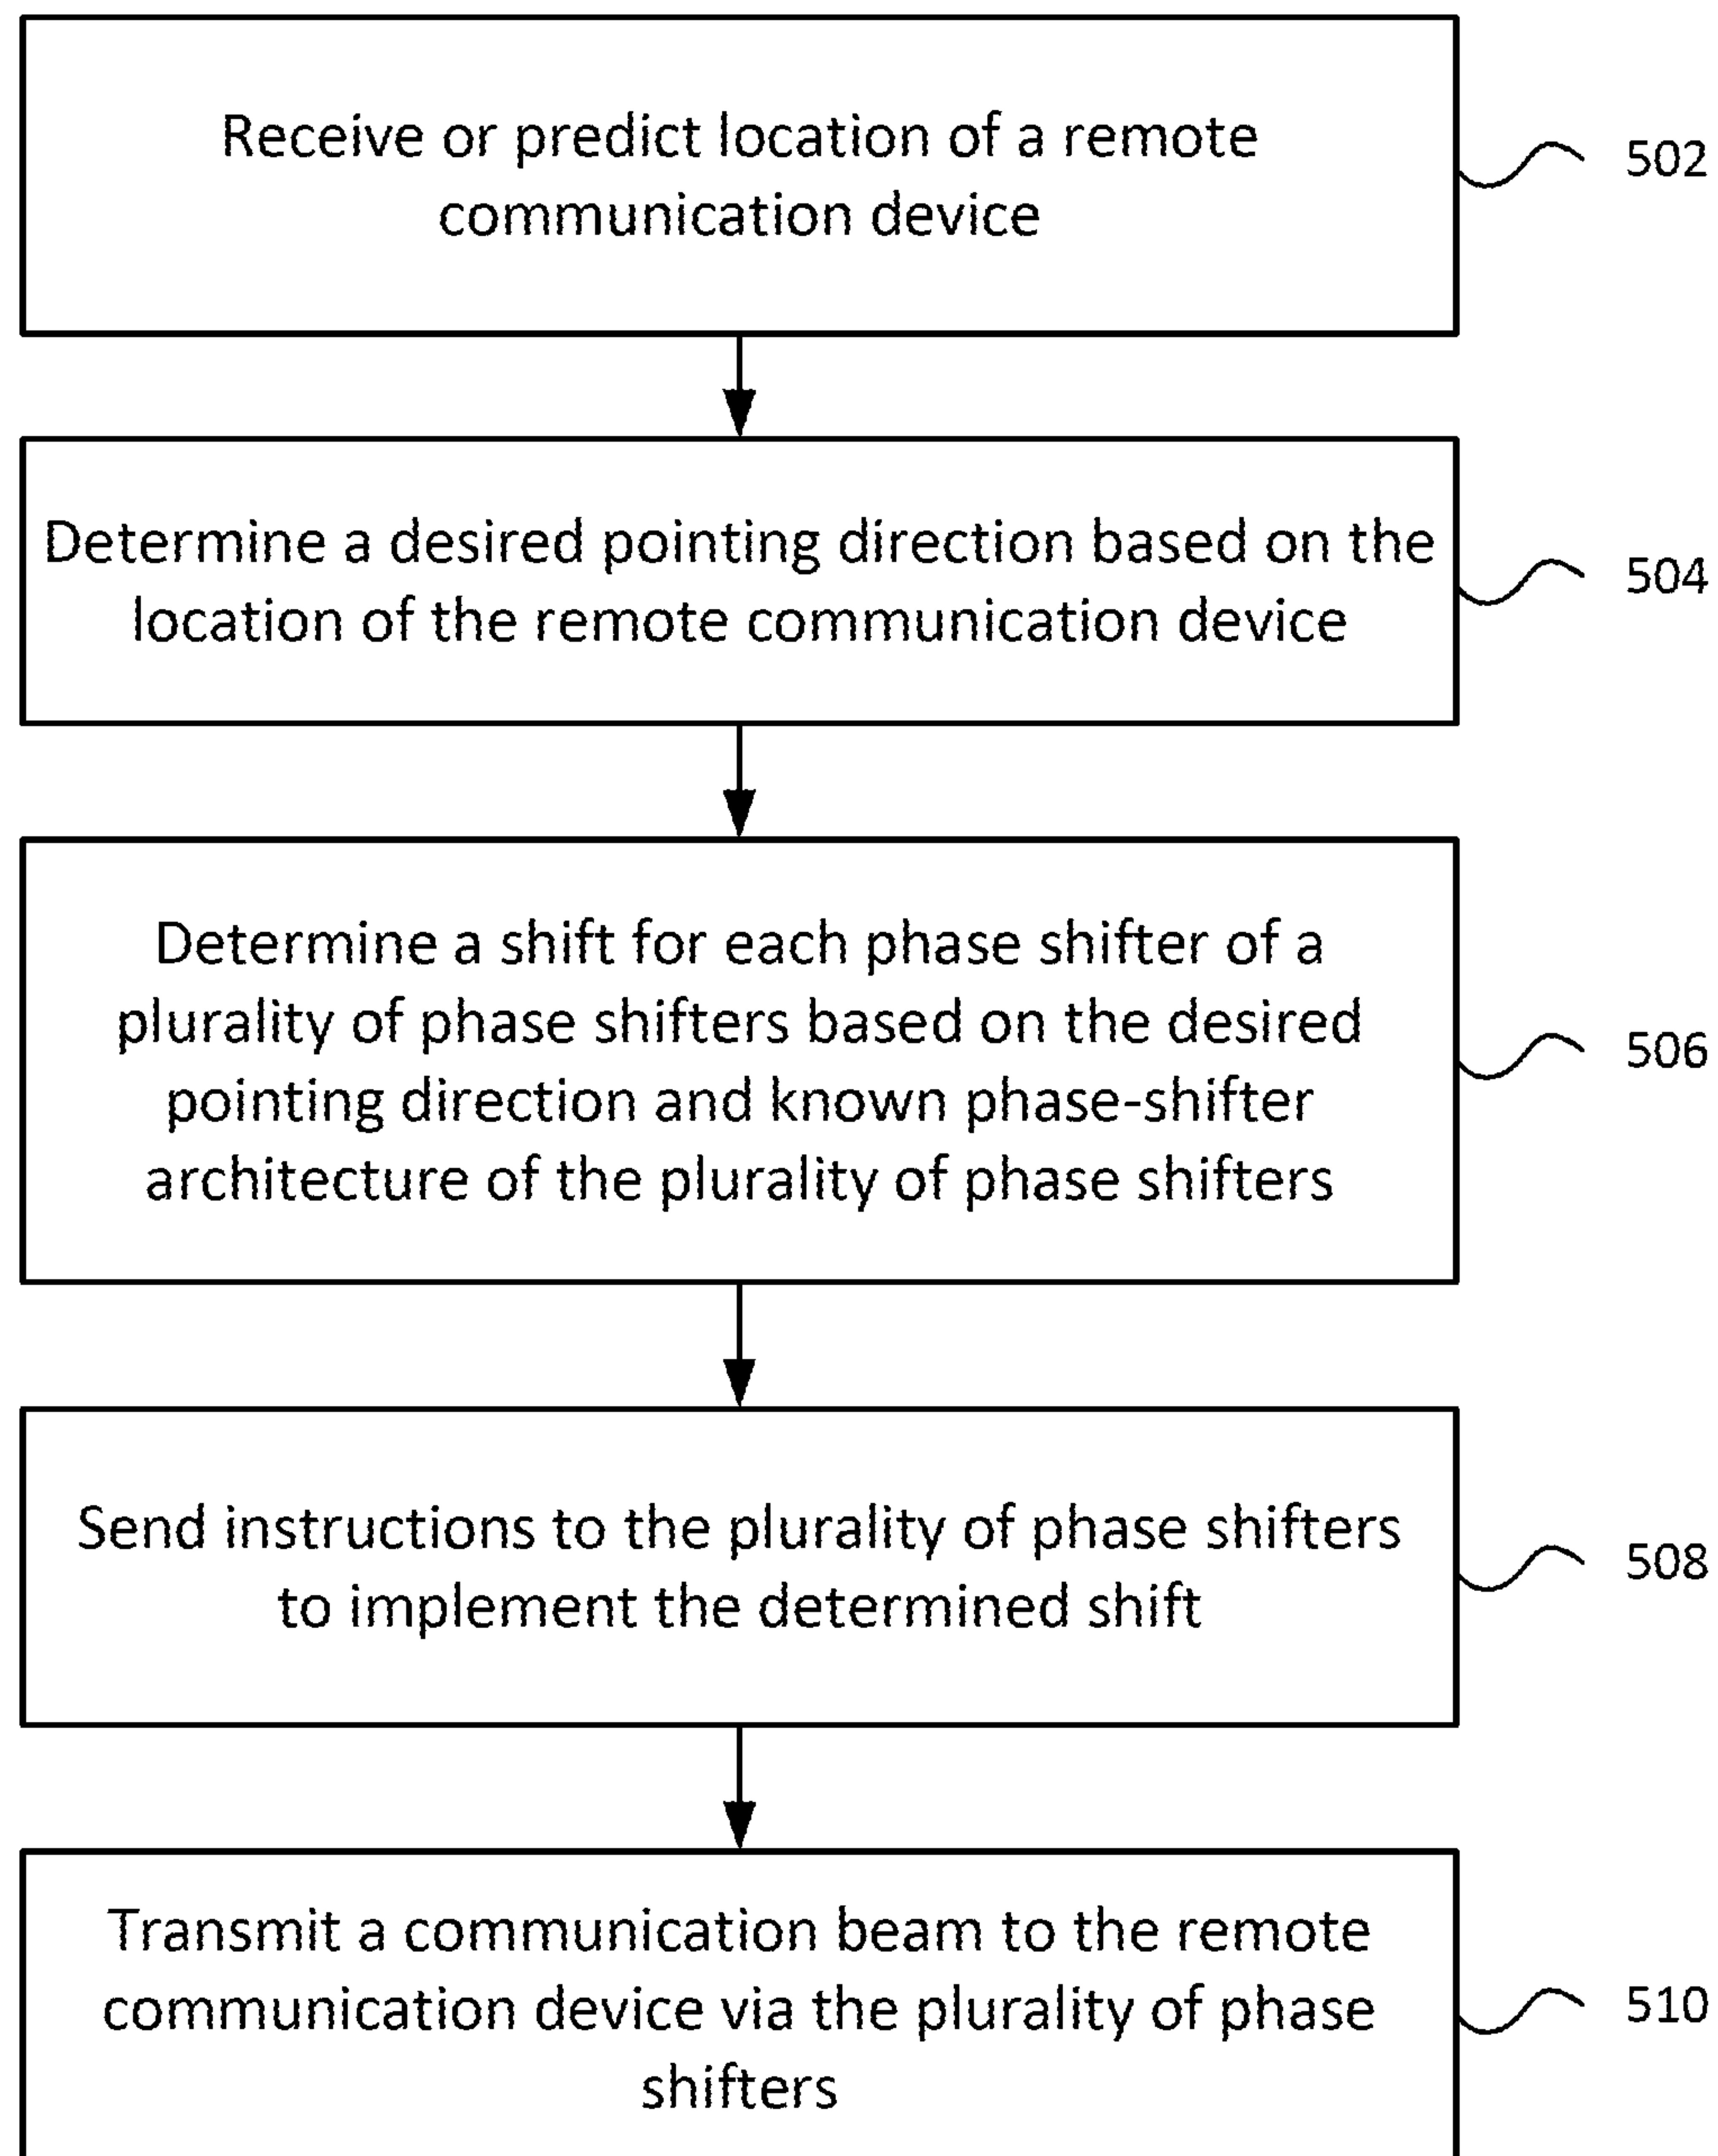 Receive or predict location of a remote
communication device
502
Determine a desired pointing direction based on the
location of the remote communication device
504
Determine a shift for each phase shifter of a
plurality of phase shifters based on the desired
pointing direction and known phase-shifter
architecture of the plurality of phase shifters
506
Send instructions to the plurality of phase shifters
to implement the determined shift
508
Transmit a communication beam to the remote
communication device via the plurality of phase
shifters
510